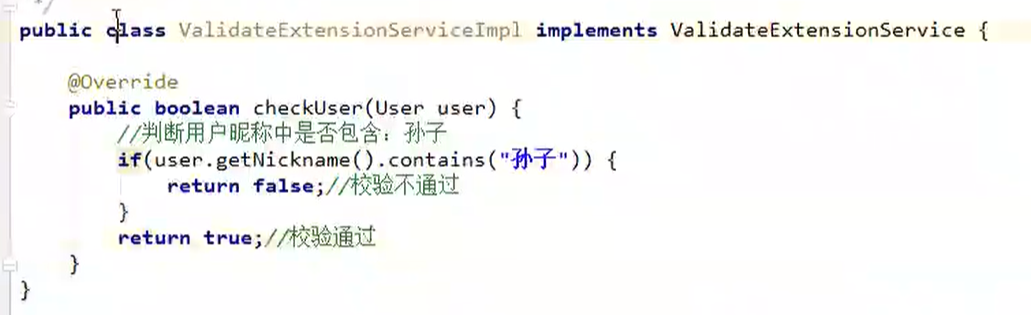 */
public class ValidateExtensionServiceImpl implements ValidateExtensionService {
@Override
public boolean checkUser(User user) {
//判断用户昵称中是否包含：孙子
if(user.getNickname().contains("孙子")) {
return false;//校验不通过
}
return true;//校验通过
}
}